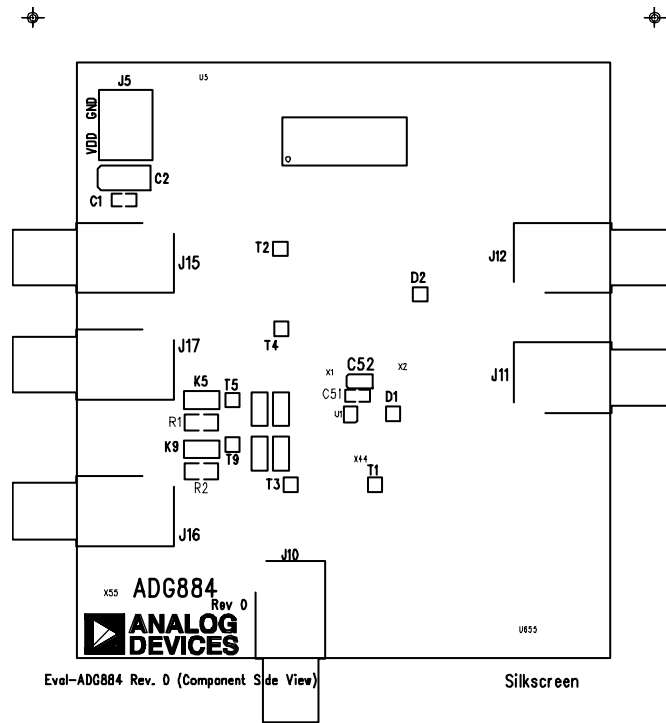 U5
J5
VDD GND
C2
C1
J15
T2
J12
D2
J17
T4
X1
C52
X2
J11
K5
T5
C51
R1
U1
D1
K9
T9
X44
T3
T1
R2
J16
J10
X55
ADG884
Rev 0
ANALOG
DEVICES
U655
Eval-ADG884 Rev. 0 (Component S de View)
Silkscreen